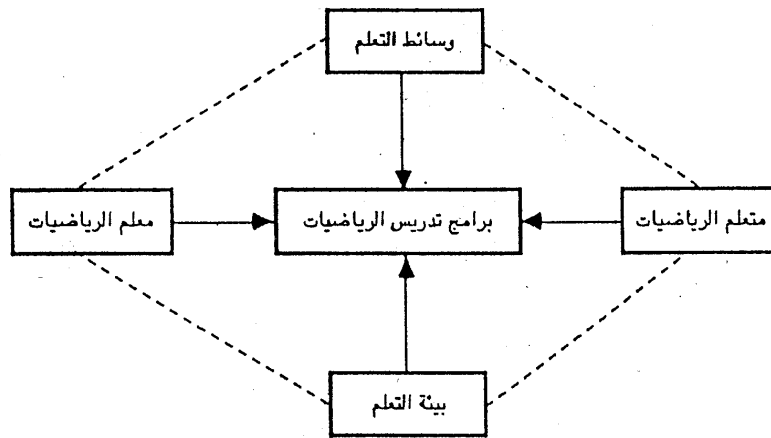 وسائط التعلم
متعلم الرياضيات
برامج تدريس الرياضيات
معلم الرياضيات
بيئة التعلم